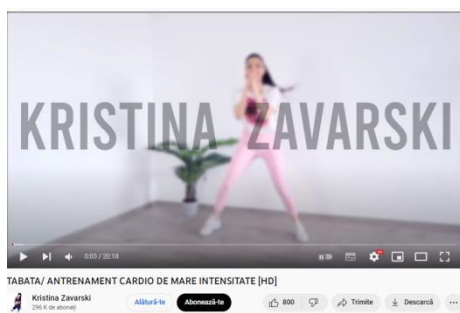 KRISTINA ZAVARSKI
0:03 / 20:18
TABATA/ ANTRENAMENT CARDIO DE MARE INTENSITATE [HD]
Kristina Zavarski
296 K de abonați
Alătură-te
Abonează-te
800
Trimite
Descarcă